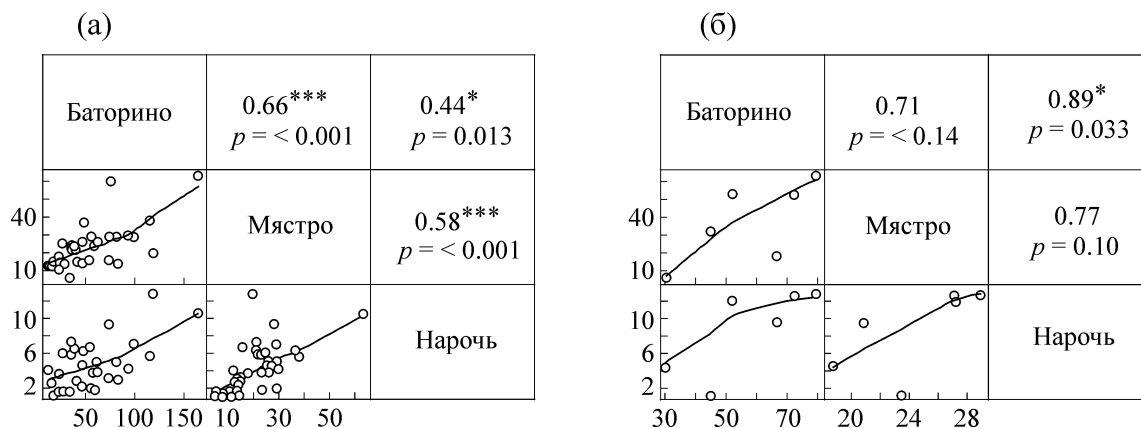 (а)
Баторино
0.66***
p = < 0.001
0.44*
p = 0.013
40
10
Мястро
0.58***
p = < 0.001
10
6
2
Нарочь
50 100 150
10 30 50
(б)
Баторино
0.71
p = < 0.14
0.89*
p = 0.033
40
10
Мястро
0.77
p = 0.10
10
6
2
Нарочь
30 50 70
20 24 28